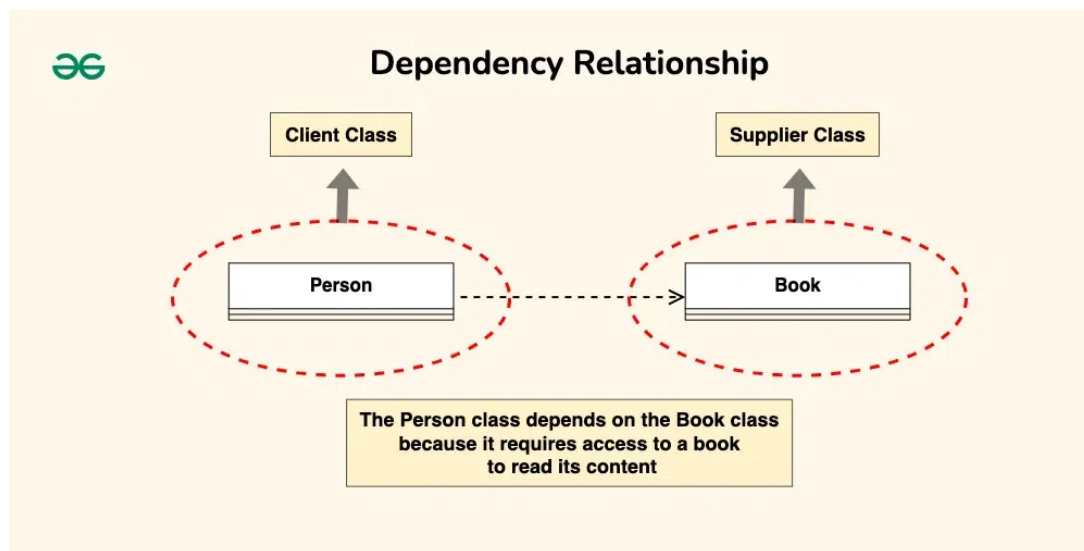 Dependency Relationship
Client Class
Supplier Class
Person
Book
The Person class depends on the Book class
because it requires access to a book
to read its content